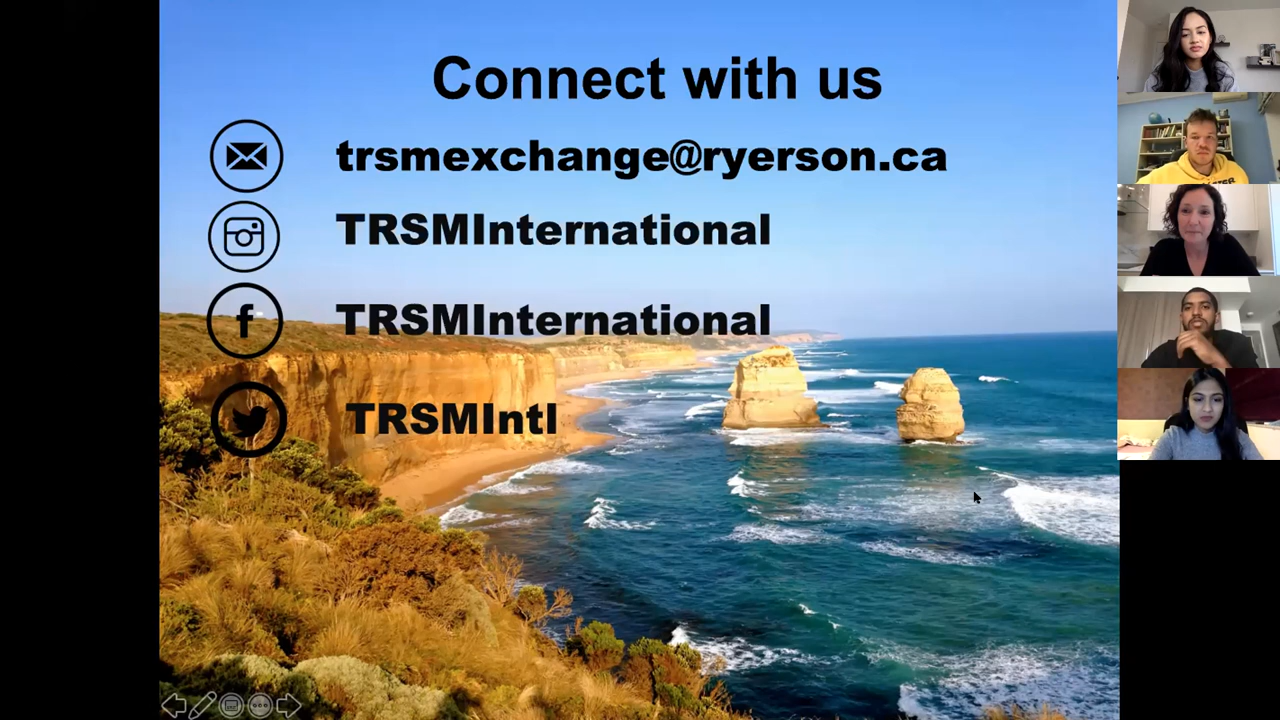 Connect with us
trsmexchange@ryerson.ca
TRSMInternational
TRSMInternational
TRSMIntl